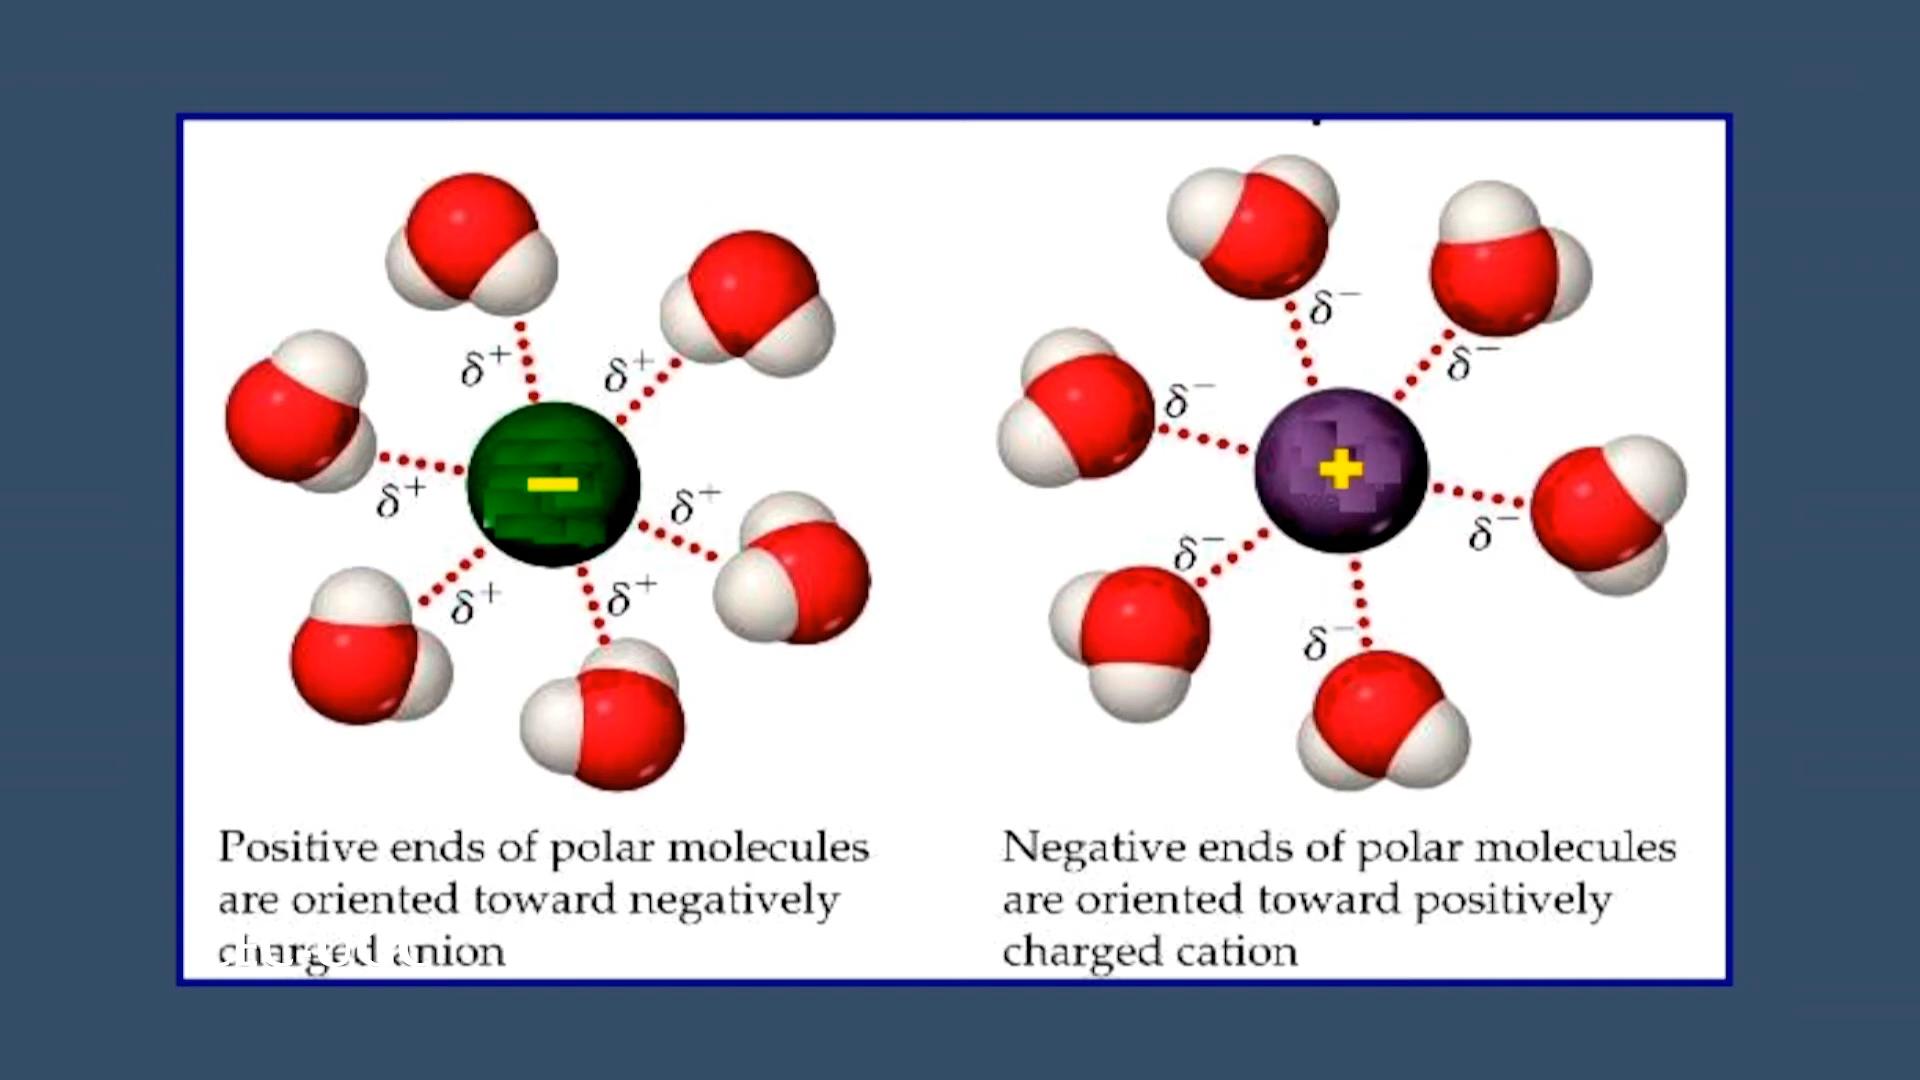 δ+
δ+
δ+
δ+
δ+
δ+
−
δ−
δ−
δ−
δ−
δ−
δ−
+
Positive ends of polar molecules
are oriented toward negatively
charged anion
Negative ends of polar molecules
are oriented toward positively
charged cation